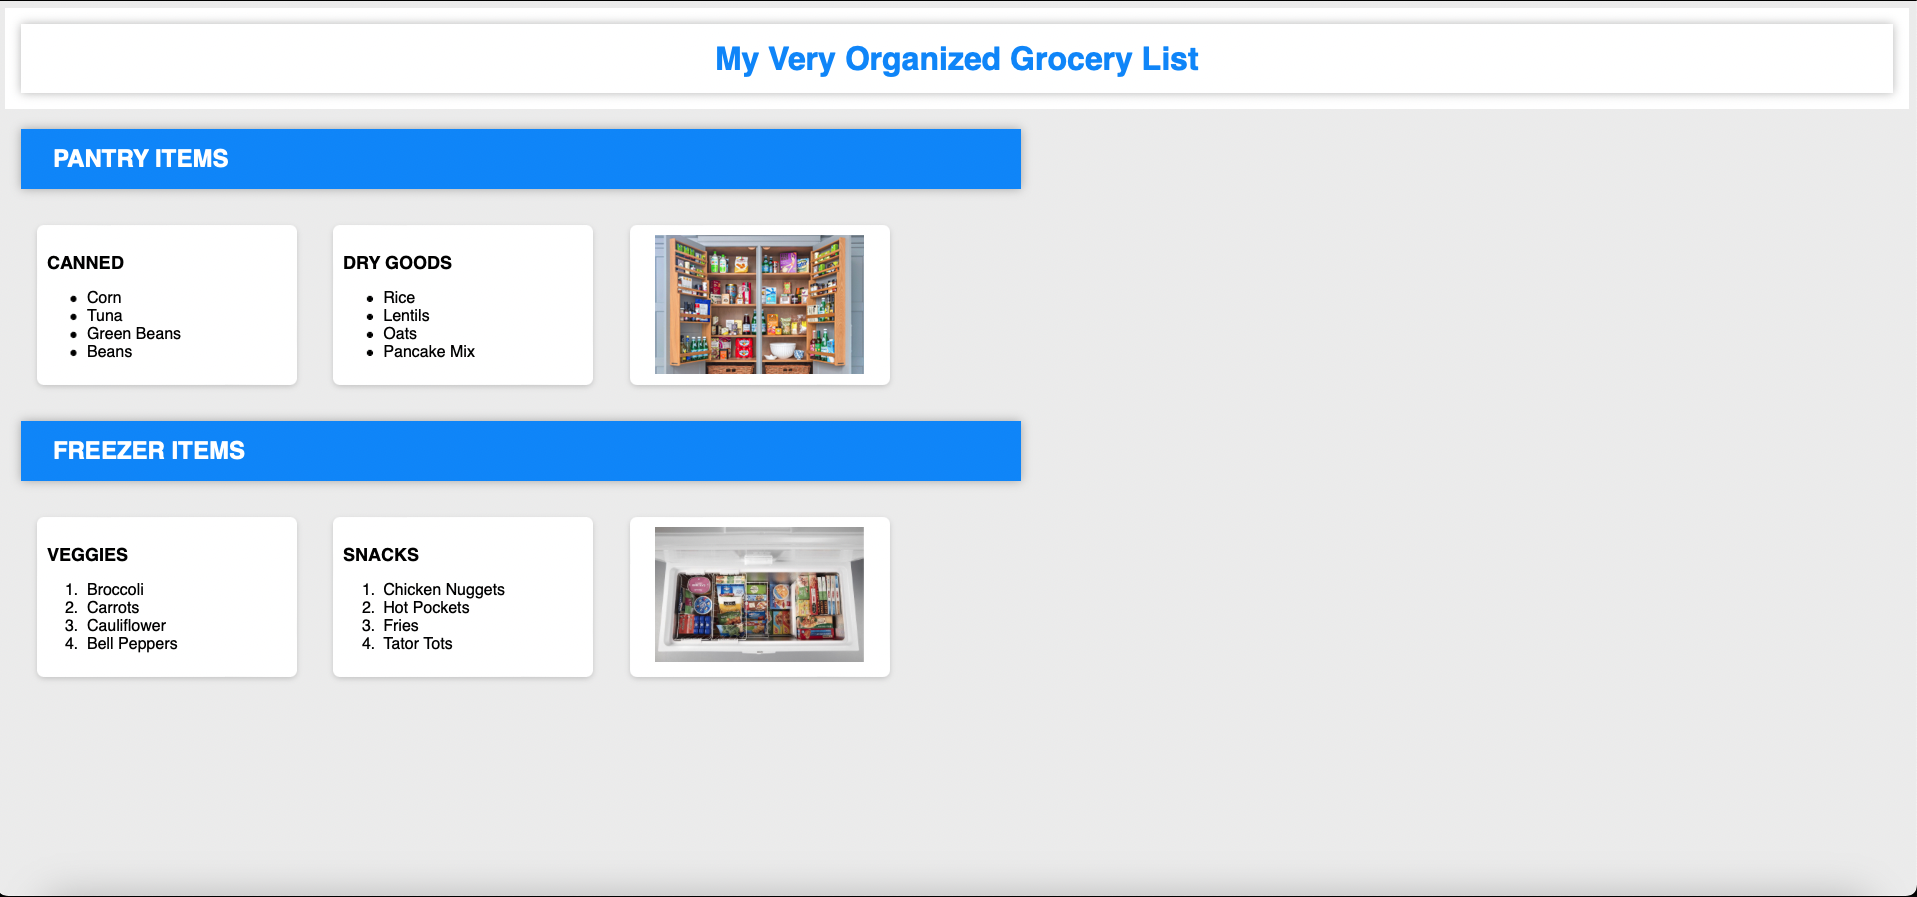 My Very Organized Grocery List
PANTRY ITEMS
CANNED
• Corn
• Tuna
• Green Beans
• Beans
DRY GOODS
• Rice
• Lentils
• Oats
• Pancake Mix
FREEZER ITEMS
VEGGIES
1. Broccoli
2. Carrots
3. Cauliflower
4. Bell Peppers
SNACKS
1. Chicken Nuggets
2. Hot Pockets
3. Fries
4. Tator Tots